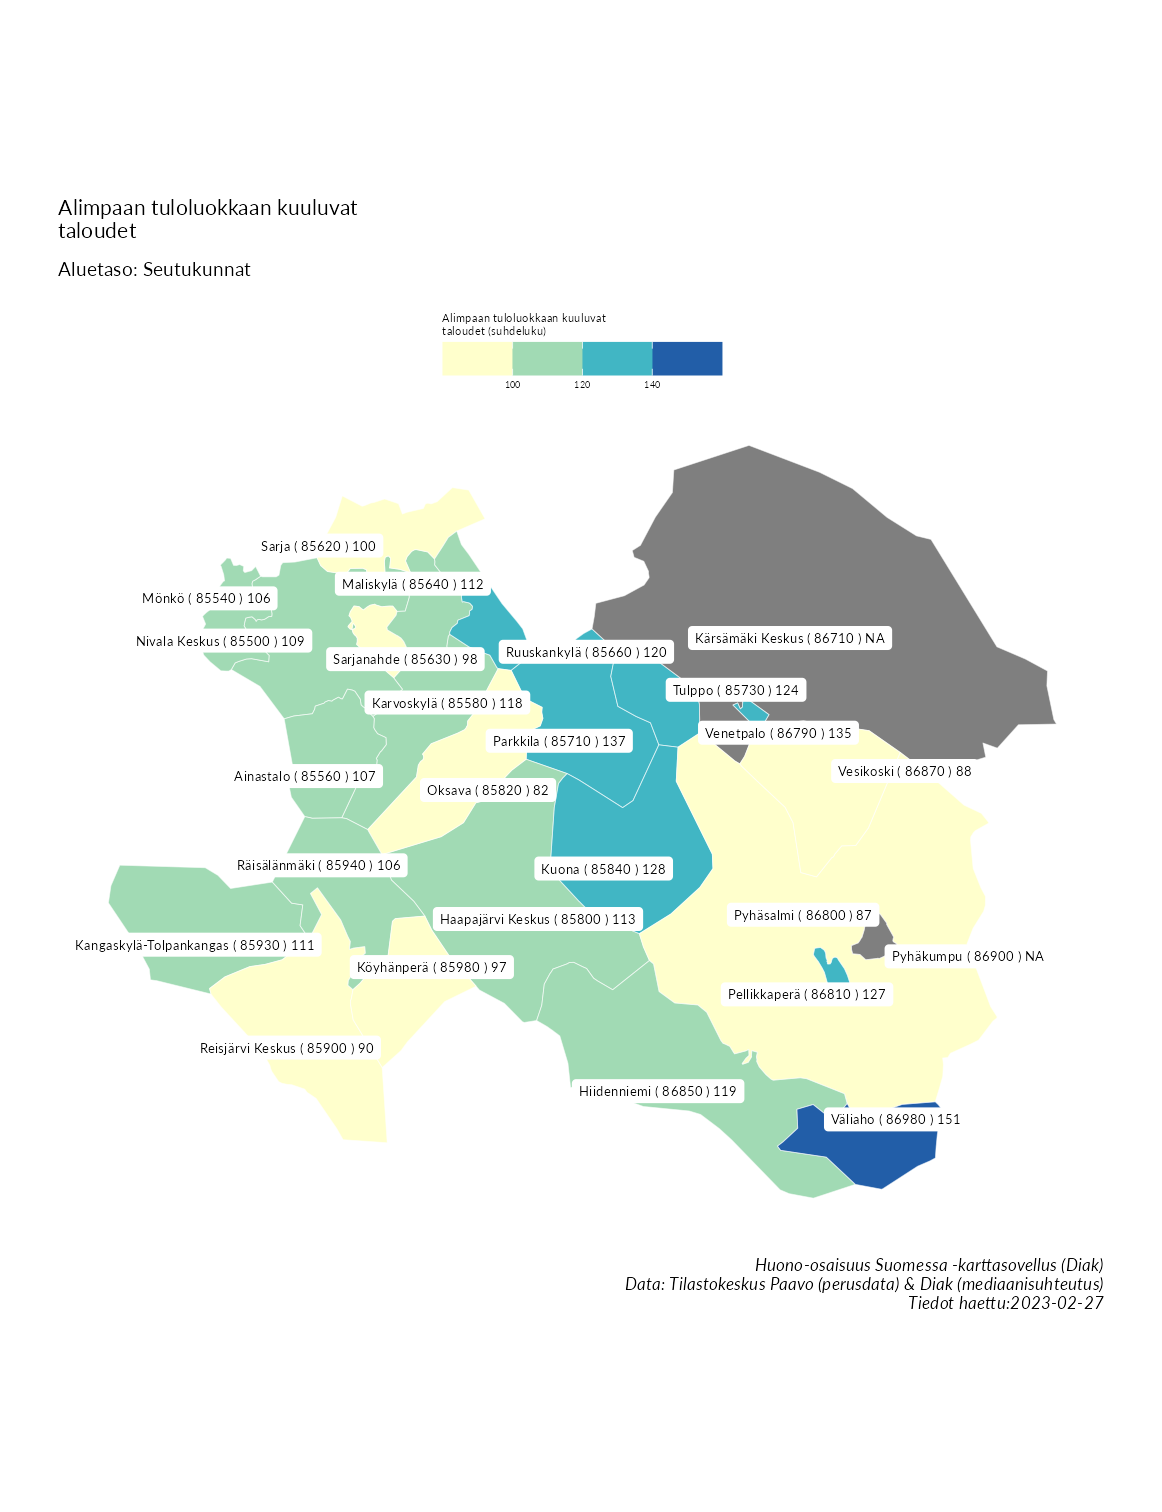 Alimpaan tuloluokkaan kuuluvat
taloudet
Aluetaso: Seutukunnat
Alimpaan tuloluokkaan kuuluvat
taloudet (suhdeluku)
100 120 140
Sarja ( 85620 ) 100
Maliskylä ( 85640 ) 112
Mönkö ( 85540 ) 106
Kärsämäki Keskus ( 86710 ) NA
Nivala Keskus ( 85500 ) 109
Ruuskankylä ( 85660 ) 120
Sarjanahde ( 85630 ) 98
Tulppo ( 85730 ) 124
Karvoskylä ( 85580 ) 118
Venetpalo ( 86790 ) 135
Parkkila ( 85710 ) 137
Vesikoski ( 86870 ) 88
Ainastalo ( 85560 ) 107
Oksava ( 85820 ) 82
Räisälänmäki ( 85940 ) 106
Kuona ( 85840 ) 128
Pyhäsalmi ( 86800 ) 87
Haapajärvi Keskus ( 85800 ) 113
Kangaskylä-Tolpankangas ( 85930 ) 111
Pyhäkumpu ( 86900 ) NA
Köyhänperä ( 85980 ) 97
Pellikkaperä ( 86810 ) 127
Reisjärvi Keskus ( 85900 ) 90
Hiidenniemi ( 86850 ) 119
Väliaho ( 86980 ) 151
Huono-osaisuus Suomessa -karttasovellus (Diak)
Data: Tilastokeskus Paavo (perusdata) & Diak (mediaanisuhteutus)
Tiedot haettu:2023-02-27